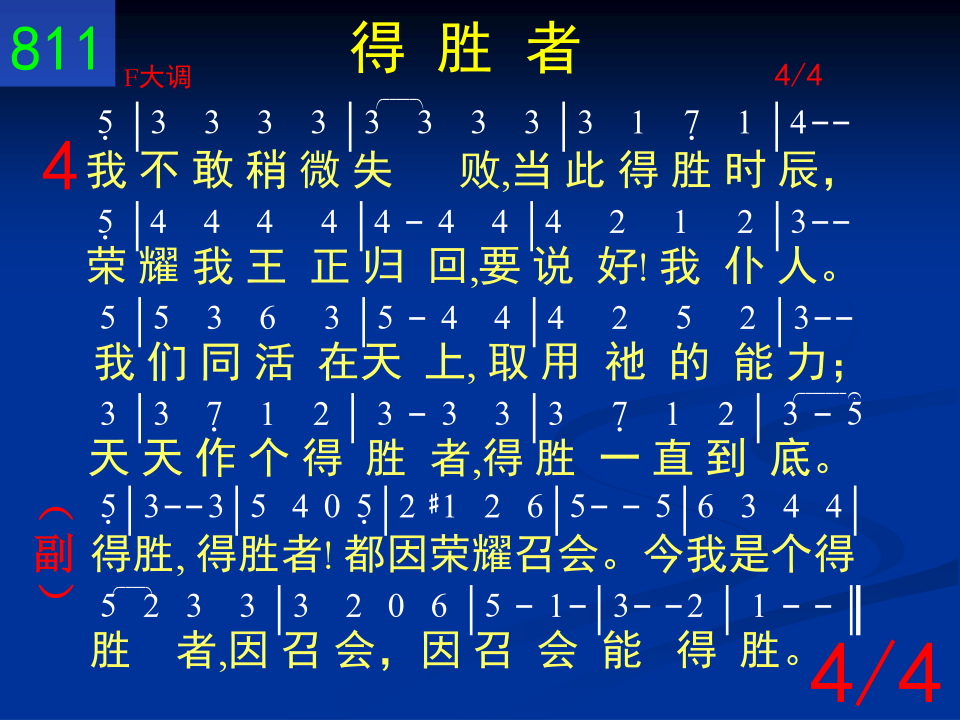 811
得 胜 者
F大调
4/4
5̣ |3 3 3 3|3 3 3 3|3 1 7̣ 1|4--
4
我 不 敢 稍 微 失 败,当 此 得 胜 时 辰，
5̣ |4 4 4 4|4 - 4 4|4 2 1 2|3--
荣 耀 我 王 正 归 回,要 说 好! 我 仆 人。
5 |5 3 6 3|5 - 4 4|4 2 5 2|3--
我 们 同 活 在天 上, 取 用 祂 的 能 力；
3 |3 7̣ 1 2| 3 - 3 3|3 7̣ 1 2| 3 - 5
天 天 作 个 得 胜 者,得 胜 一 直 到 底。
5̣|3--3|5 4 0 5̣|2 #1 2 6|5- - 5|6 3 4 4|
（副）
得胜, 得胜者! 都因荣耀召会。今我是个得
5 2 3 3|3 2 0 6|5 - 1-|3- -2| 1 - - ‖
胜 者,因 召 会，因 召 会 能 得 胜。
4/4